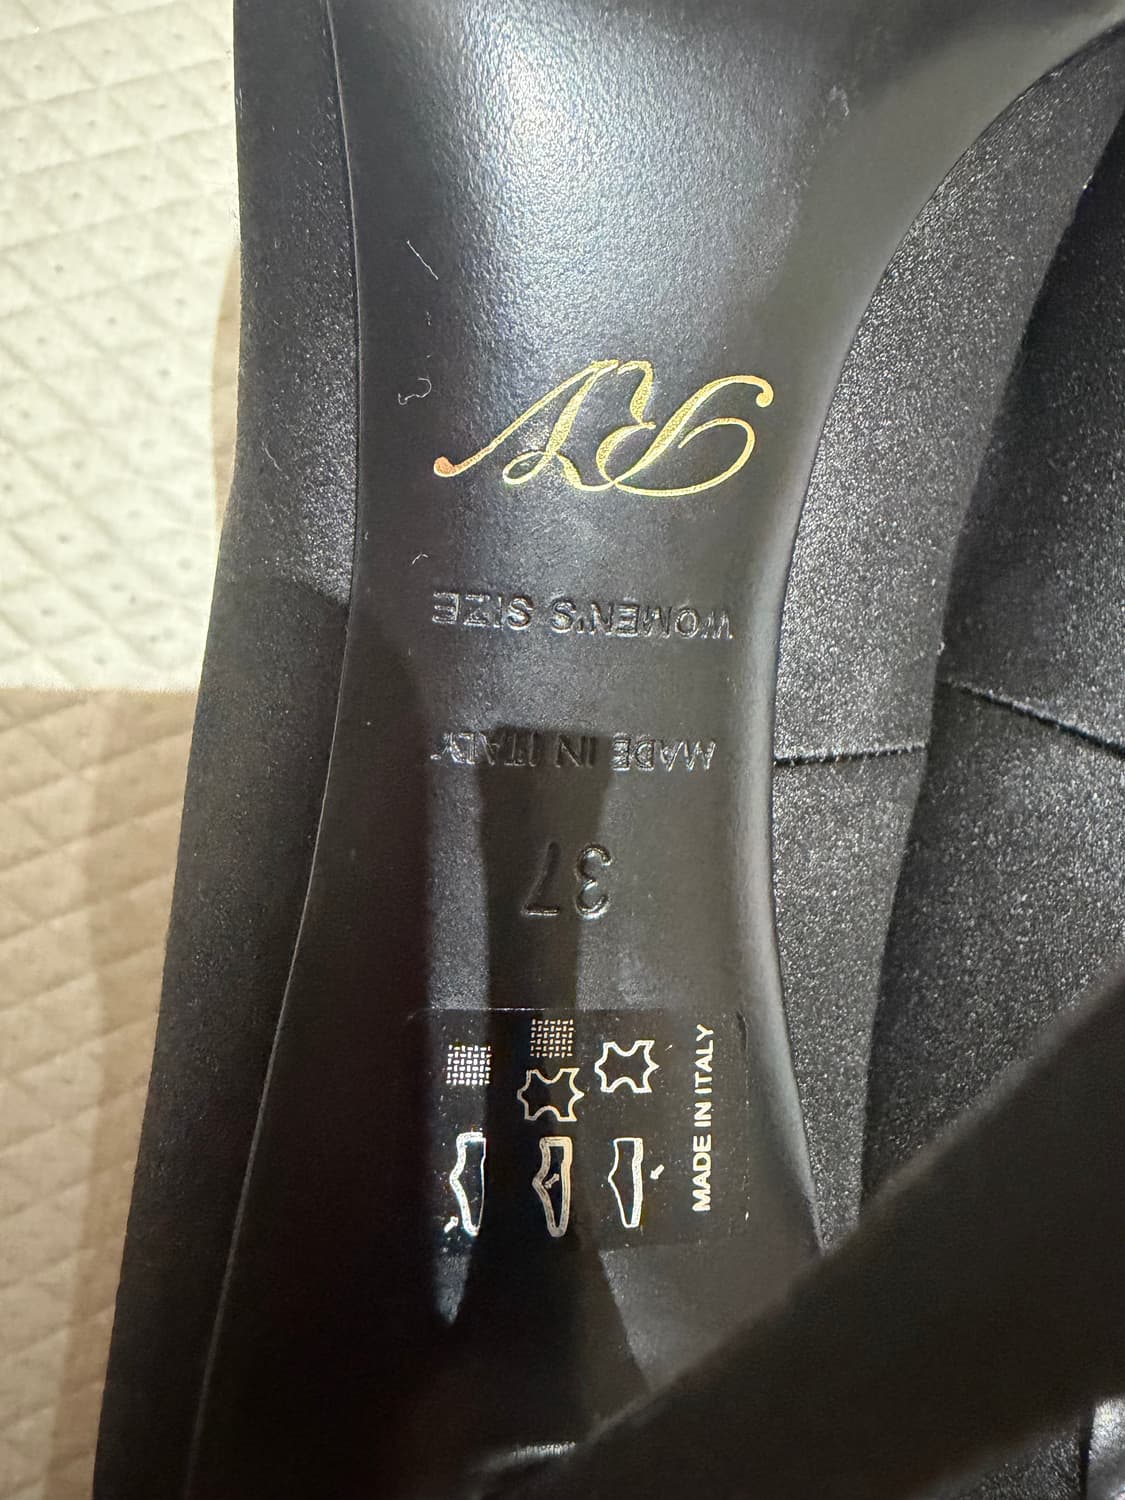 MADE IN ITALY
37
MADE IN ITALY
WOMEN'S SIZE
RV